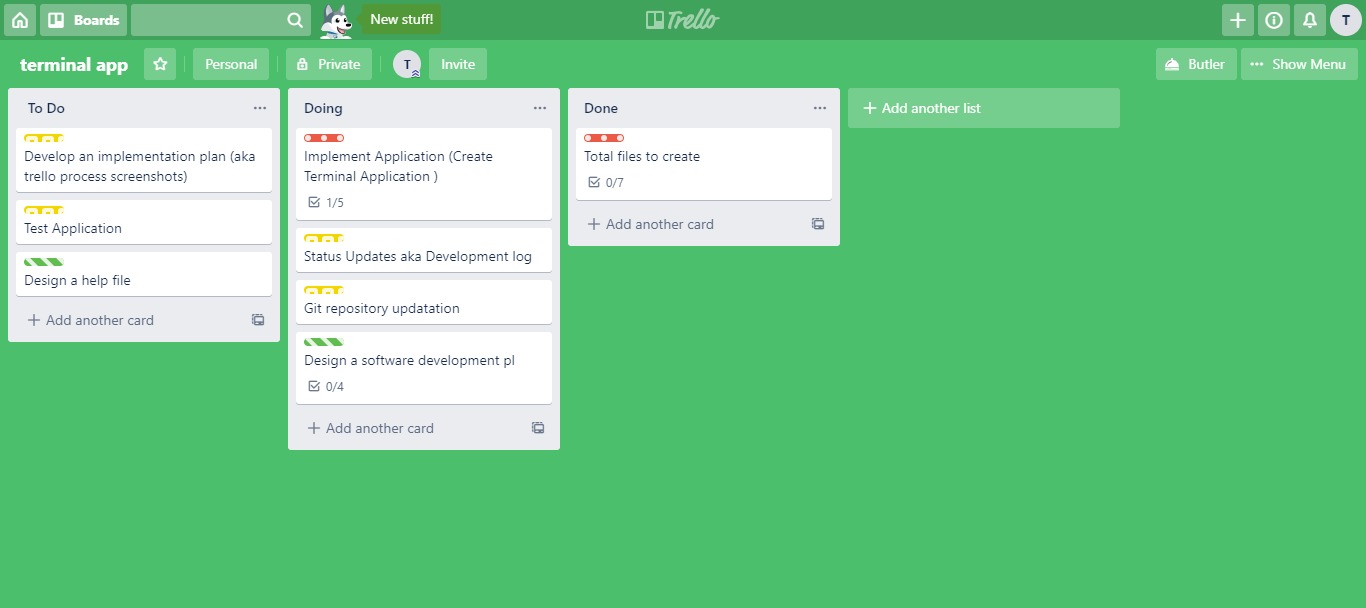 Boards
New stuff!
Trello
T
terminal app
Personal
Private
T
Invite
Butler
Show Menu
To Do
Develop an implementation plan (aka
trello process screenshots)
Test Application
Design a help file
Add another card
Doing
Implement Application (Create
Terminal Application )
1/5
Status Updates aka Development log
Git repository updatation
Design a software development pl
0/4
Add another card
Done
Total files to create
0/7
Add another card
Add another list